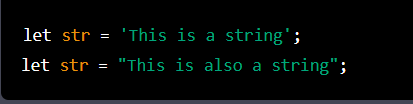 let str = 'This is a string';
let str = "This is also a string";